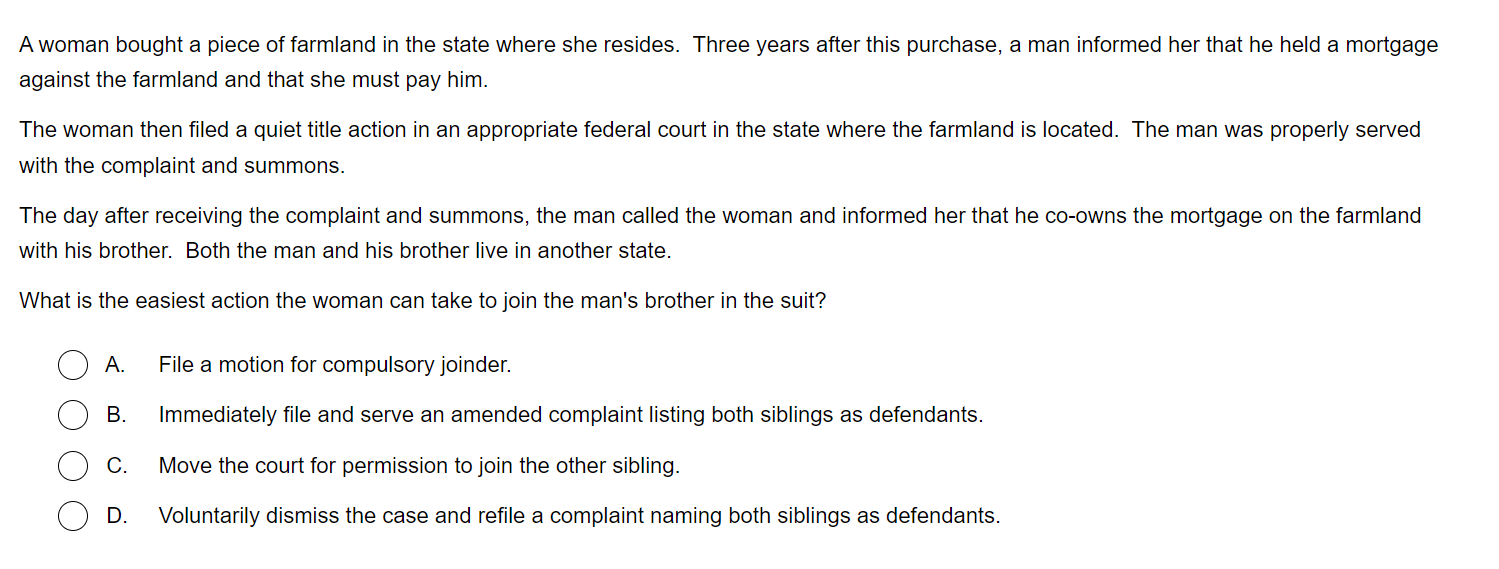 A woman bought a piece of farmland in the state where she resides.  Three years after this purchase, a man informed her that he held a mortgage
against the farmland and that she must pay him.
The woman then filed a quiet title action in an appropriate federal court in the state where the farmland is located.  The man was properly served
with the complaint and summons.
The day after receiving the complaint and summons, the man called the woman and informed her that he co-owns the mortgage on the farmland
with his brother.  Both the man and his brother live in another state.
What is the easiest action the woman can take to join the man's brother in the suit?
A. File a motion for compulsory joinder.
B. Immediately file and serve an amended complaint listing both siblings as defendants.
C. Move the court for permission to join the other sibling.
D. Voluntarily dismiss the case and refile a complaint naming both siblings as defendants.